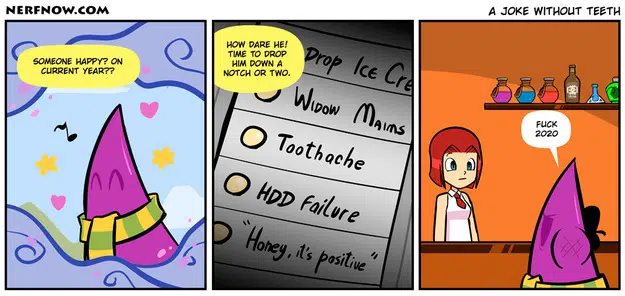 NERFNOW.COM
A JOKE WITHOUT TEETH
SOMEONE HAPPY? ON
CURRENT YEAR??
HOW DARE HE!
TIME TO DROP
HIM DOWN A
NOTCH OR TWO.
Drop Ice Cre
Widow Maims
Toothache
HDD Failure
"Honey, it's positive"
FUCK
2020